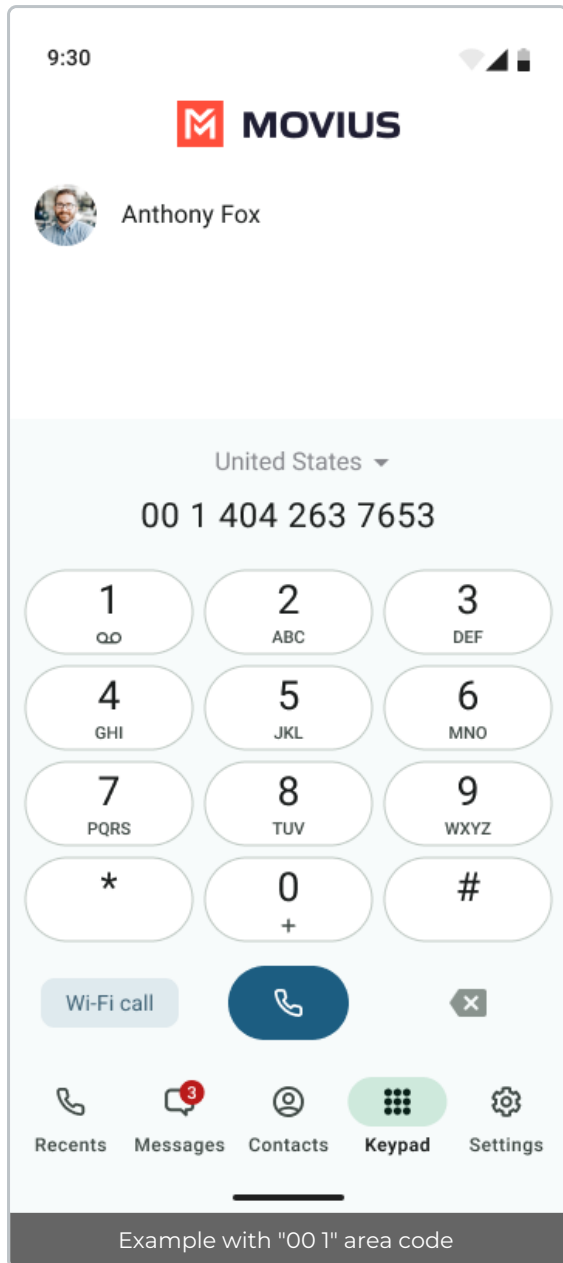 9:30
MOVIUS
Anthony Fox
United States
00 1 404 263 7653
1 2 3
ABC DEF
4 5 6
GHI JKL MNO
7 8 9
PQRS TUV WXYZ
* 0 #
+
Wi-Fi call
3
Recents Messages Contacts Keypad Settings
Example with "00 1" area code